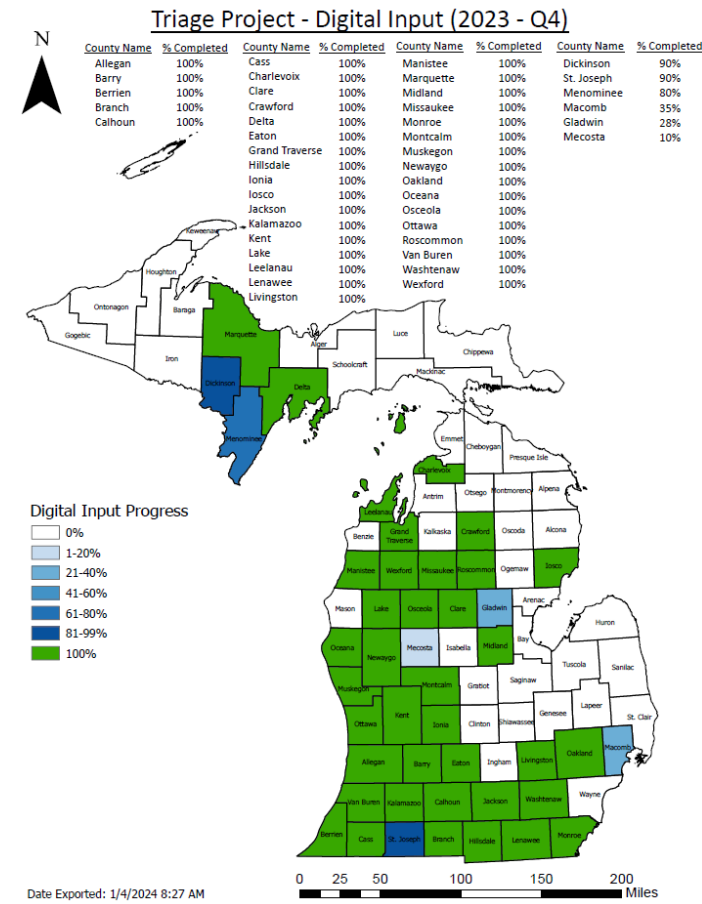 Triage Project - Digital Input (2023 - Q4)
N
County Name % Completed
Allegan 100%
Barry 100%
Berrien 100%
Branch 100%
Calhoun 100%
County Name % Completed
Cass 100%
Charlevoix 100%
Clare 100%
Crawford 100%
Delta 100%
Eaton 100%
Grand Traverse 100%
Hillsdale 100%
Ionia 100%
Iosco 100%
Jackson 100%
Kalamazoo 100%
Kent 100%
Lake 100%
Leelanau 100%
Lenawee 100%
Livingston 100%
County Name % Completed
Manistee 100%
Marquette 100%
Midland 100%
Missaukee 100%
Monroe 100%
Montcalm 100%
Muskegon 100%
Newaygo 100%
Oakland 100%
Oceana 100%
Osceola 100%
Ottawa 100%
Roscommon 100%
Van Buren 100%
Washtenaw 100%
Wexford 100%
County Name % Completed
Dickinson 90%
St. Joseph 90%
Menominee 80%
Macomb 35%
Gladwin 28%
Mecosta 10%
Keweenaw
Houghton
Ontonagon
Baraga
Gogebic
Iron
Marquette
Alger
Luce
Chippewa
Schoolcraft
Mackinac
Dickinson
Delta
Menominee
Emmet
Cheboygan
Presque Isle
Charlevoix
Antrim
Otsego
Montmorency
Alpena
Leelanau
Benzie
Grand
Traverse
Kalkaska
Crawford
Oscoda
Alcona
Manistee
Wexford
Missaukee
Roscommon
Ogemaw
Iosco
Arenac
Mason
Lake
Osceola
Clare
Gladwin
Huron
Oceana
Newaygo
Mecosta
Isabella
Midland
Bay
Tuscola
Sanilac
Muskegon
Montcalm
Gratiot
Saginaw
Lapeer
Genesee
St. Clair
Ottawa
Kent
Ionia
Clinton
Shiawassee
Allegan
Barry
Eaton
Ingham
Livingston
Oakland
Macomb
Van Buren
Kalamazoo
Calhoun
Jackson
Washtenaw
Wayne
Berrien
Cass
St. Joseph
Branch
Hillsdale
Lenawee
Monroe
Digital Input Progress
0%
1-20%
21-40%
41-60%
61-80%
81-99%
100%
0 25 50 100 150 200
Miles
Date Exported: 1/4/2024 8:27 AM